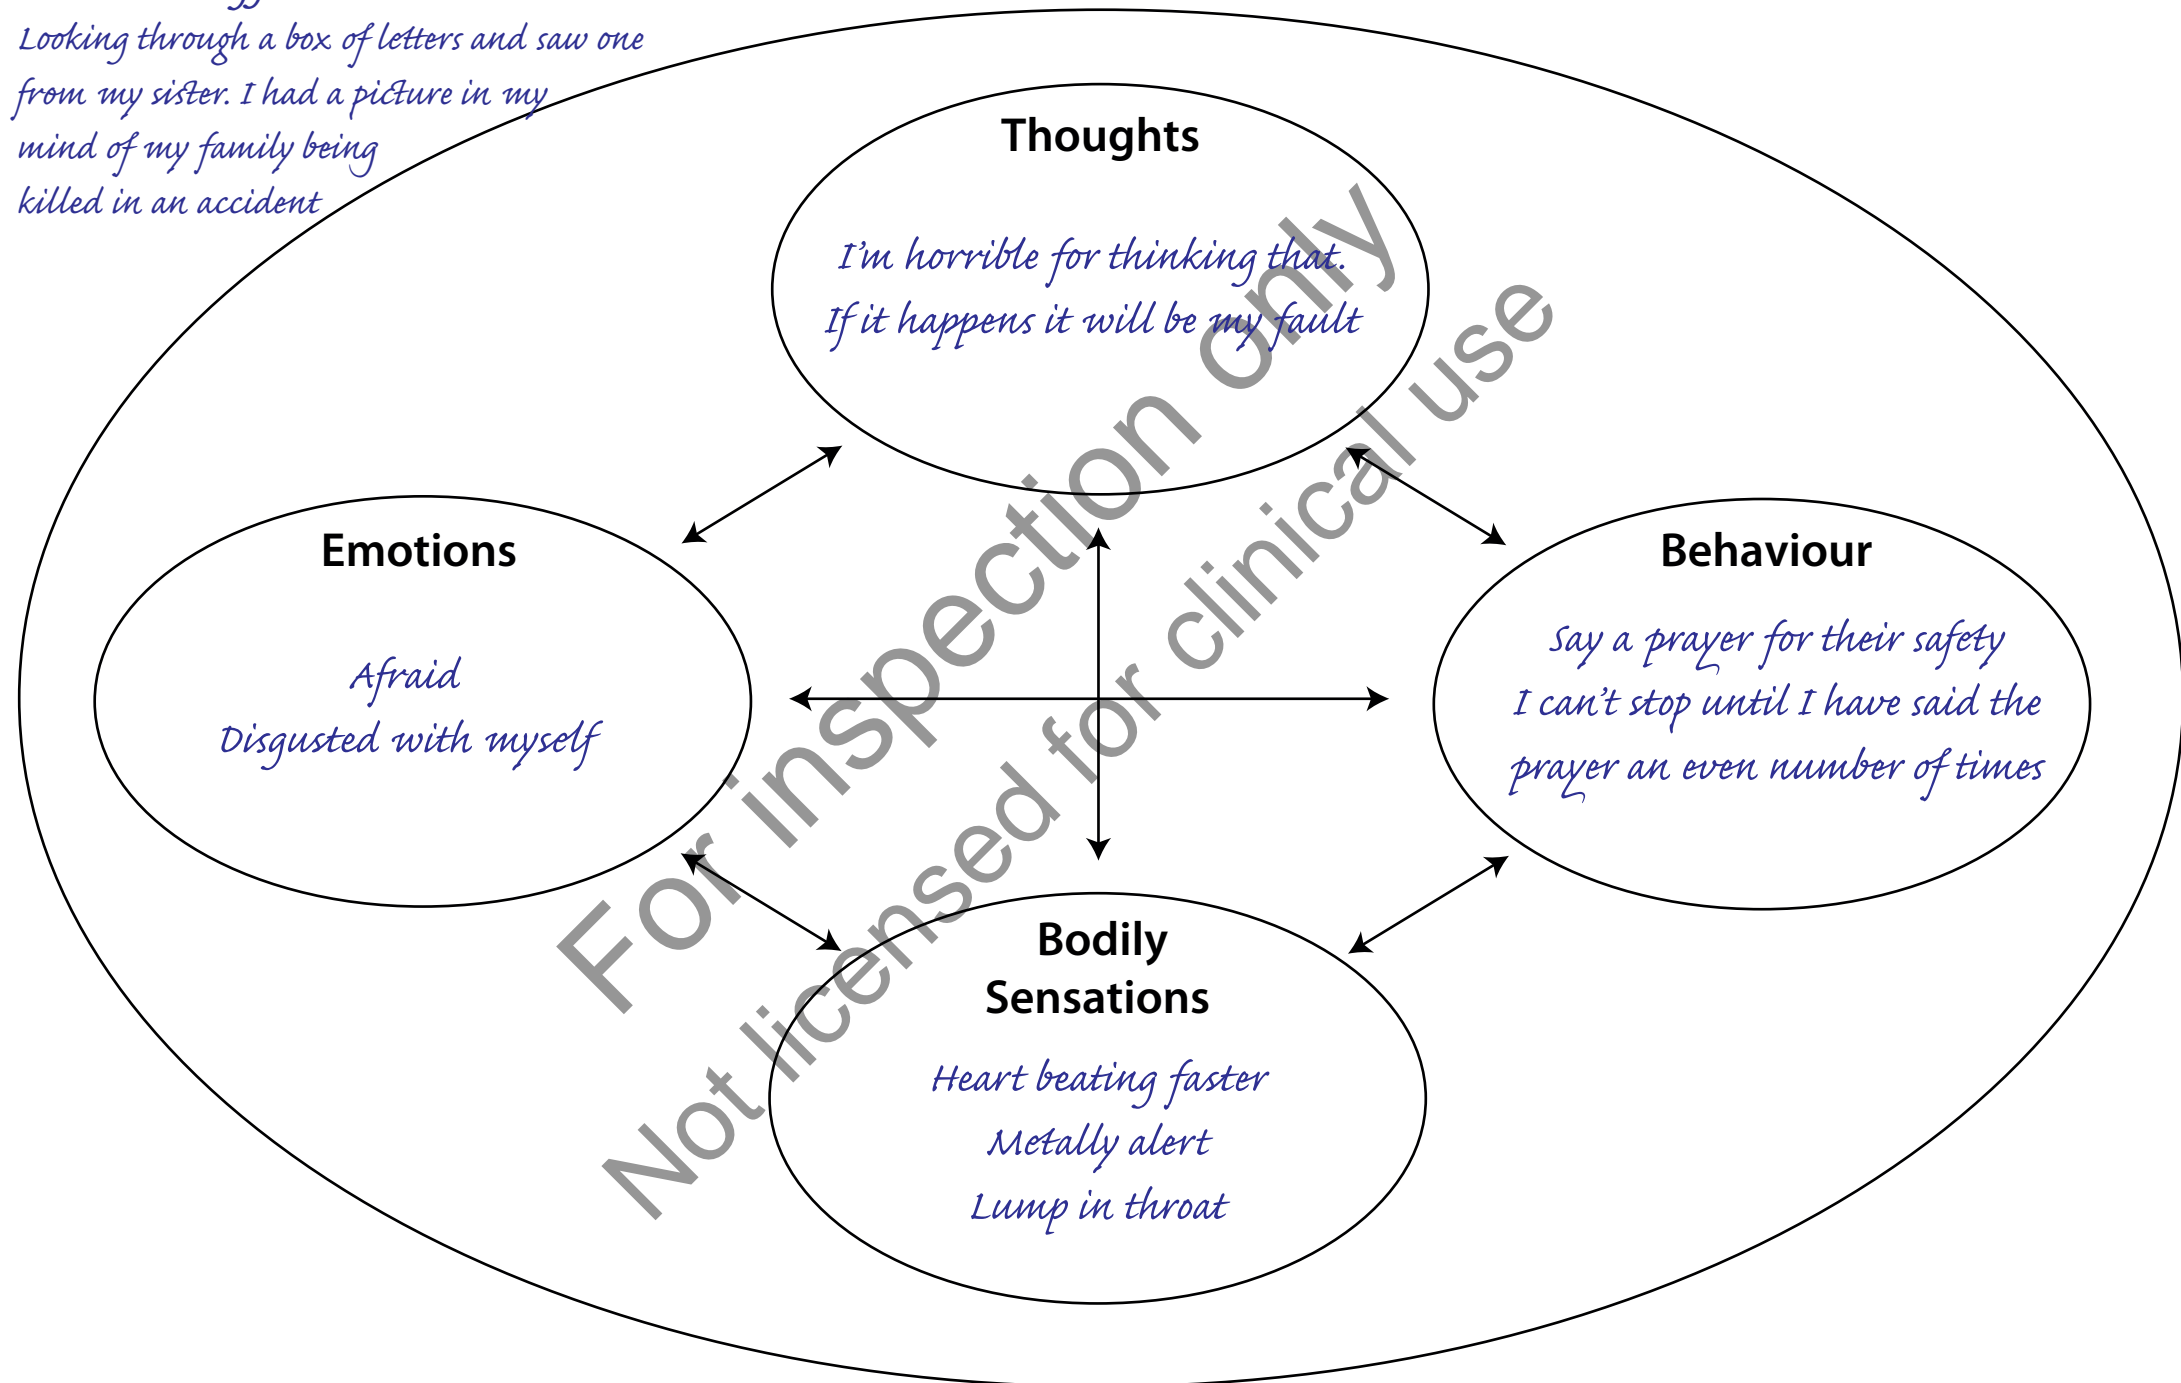 Looking through a box of letters and saw one
from my sister. I had a picture in my
mind of my family being
killed in an accident
Thoughts
I'm horrible for thinking that.
If it happens it will be my fault
Emotions
Afraid
Disgusted with myself
Behaviour
Say a prayer for their safety
I can't stop until I have said the
prayer an even number of times
Bodily
Sensations
Heart beating faster
Metally alert
Lump in throat
For inspection only
Not licensed for clinical use